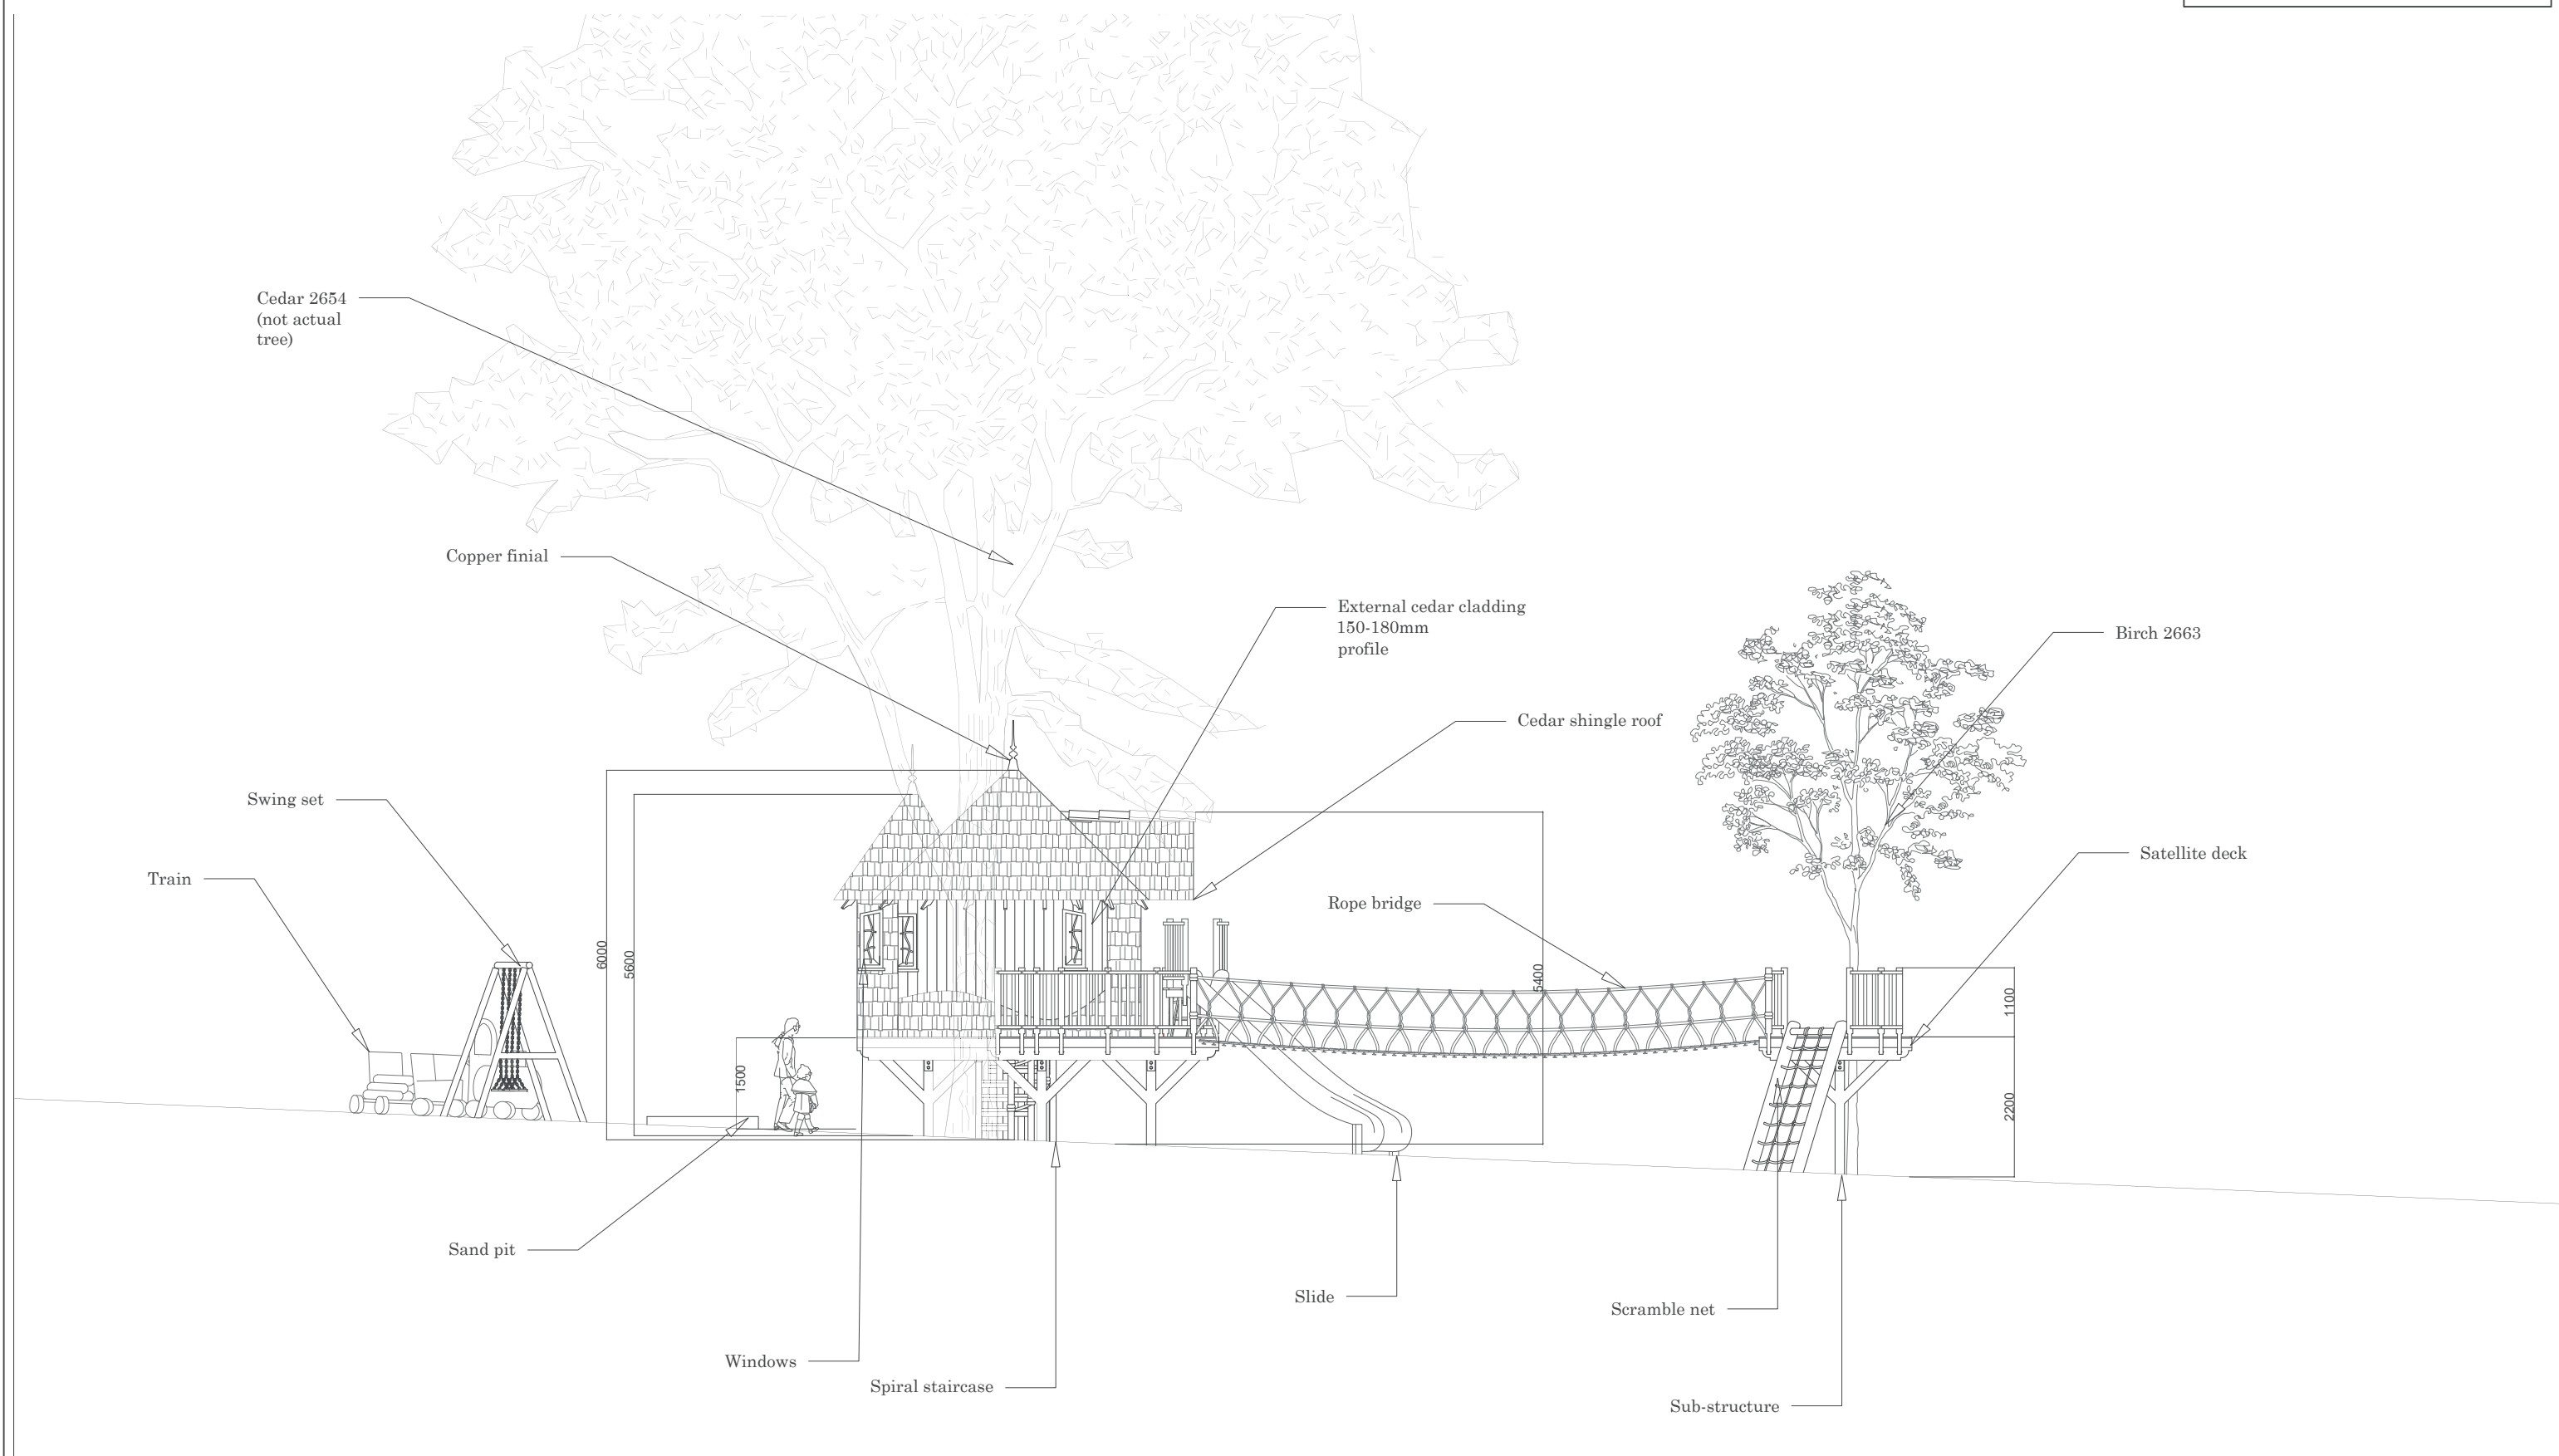 Cedar 2654
(not actual
tree)
Copper finial
External cedar cladding
150-180mm
profile
Birch 2663
Cedar shingle roof
Swing set
Satellite deck
Train
Rope bridge
6000
5600
5400
1100
1500
2200
Sand pit
Slide
Scramble net
Windows
Spiral staircase
Sub-structure